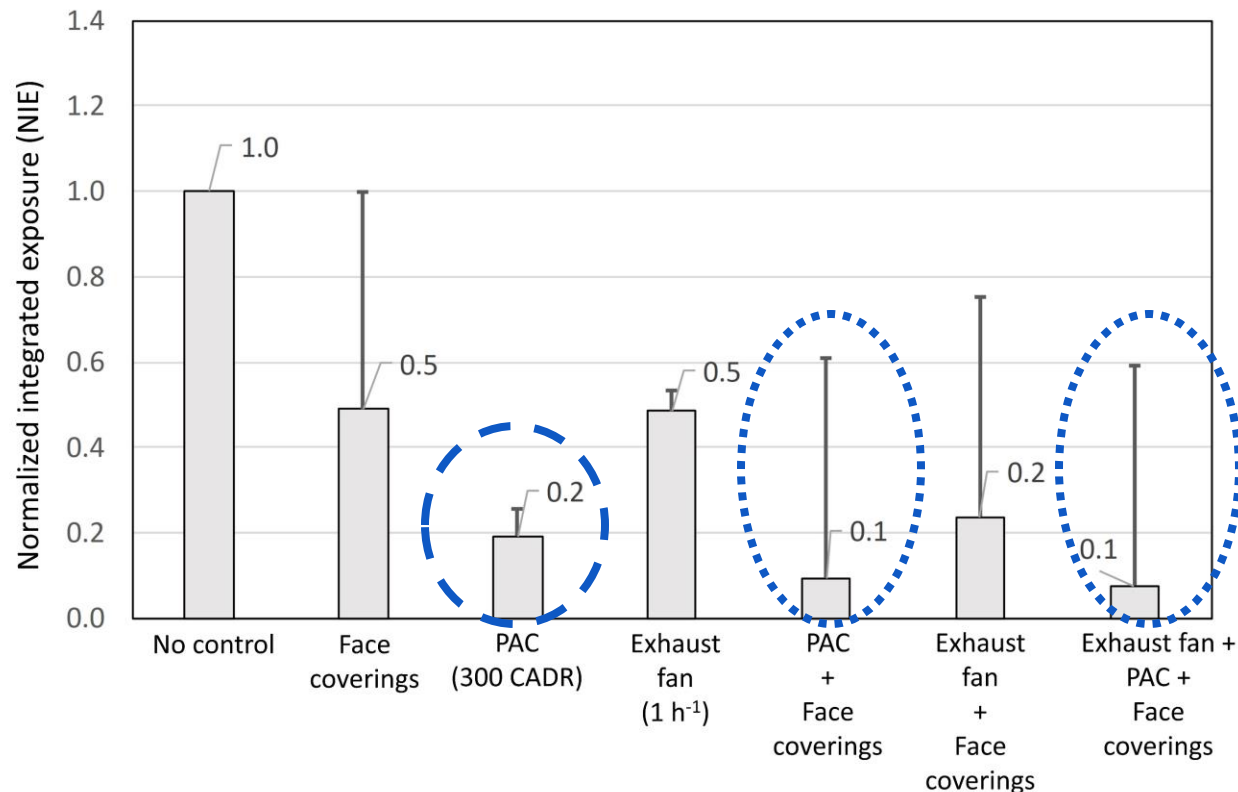 Normalized integrated exposure (NIE)
1.4
1.2
1.0
0.8
0.6
0.4
0.2
0.0
1.0
0.5
0.2
0.5
0.1
0.2
0.1
No control
Face
coverings
PAC
(300 CADR)
Exhaust
fan
(1 h⁻¹)
PAC
+
Face
coverings
Exhaust
fan
+
Face
coverings
Exhaust fan +
PAC +
Face
coverings